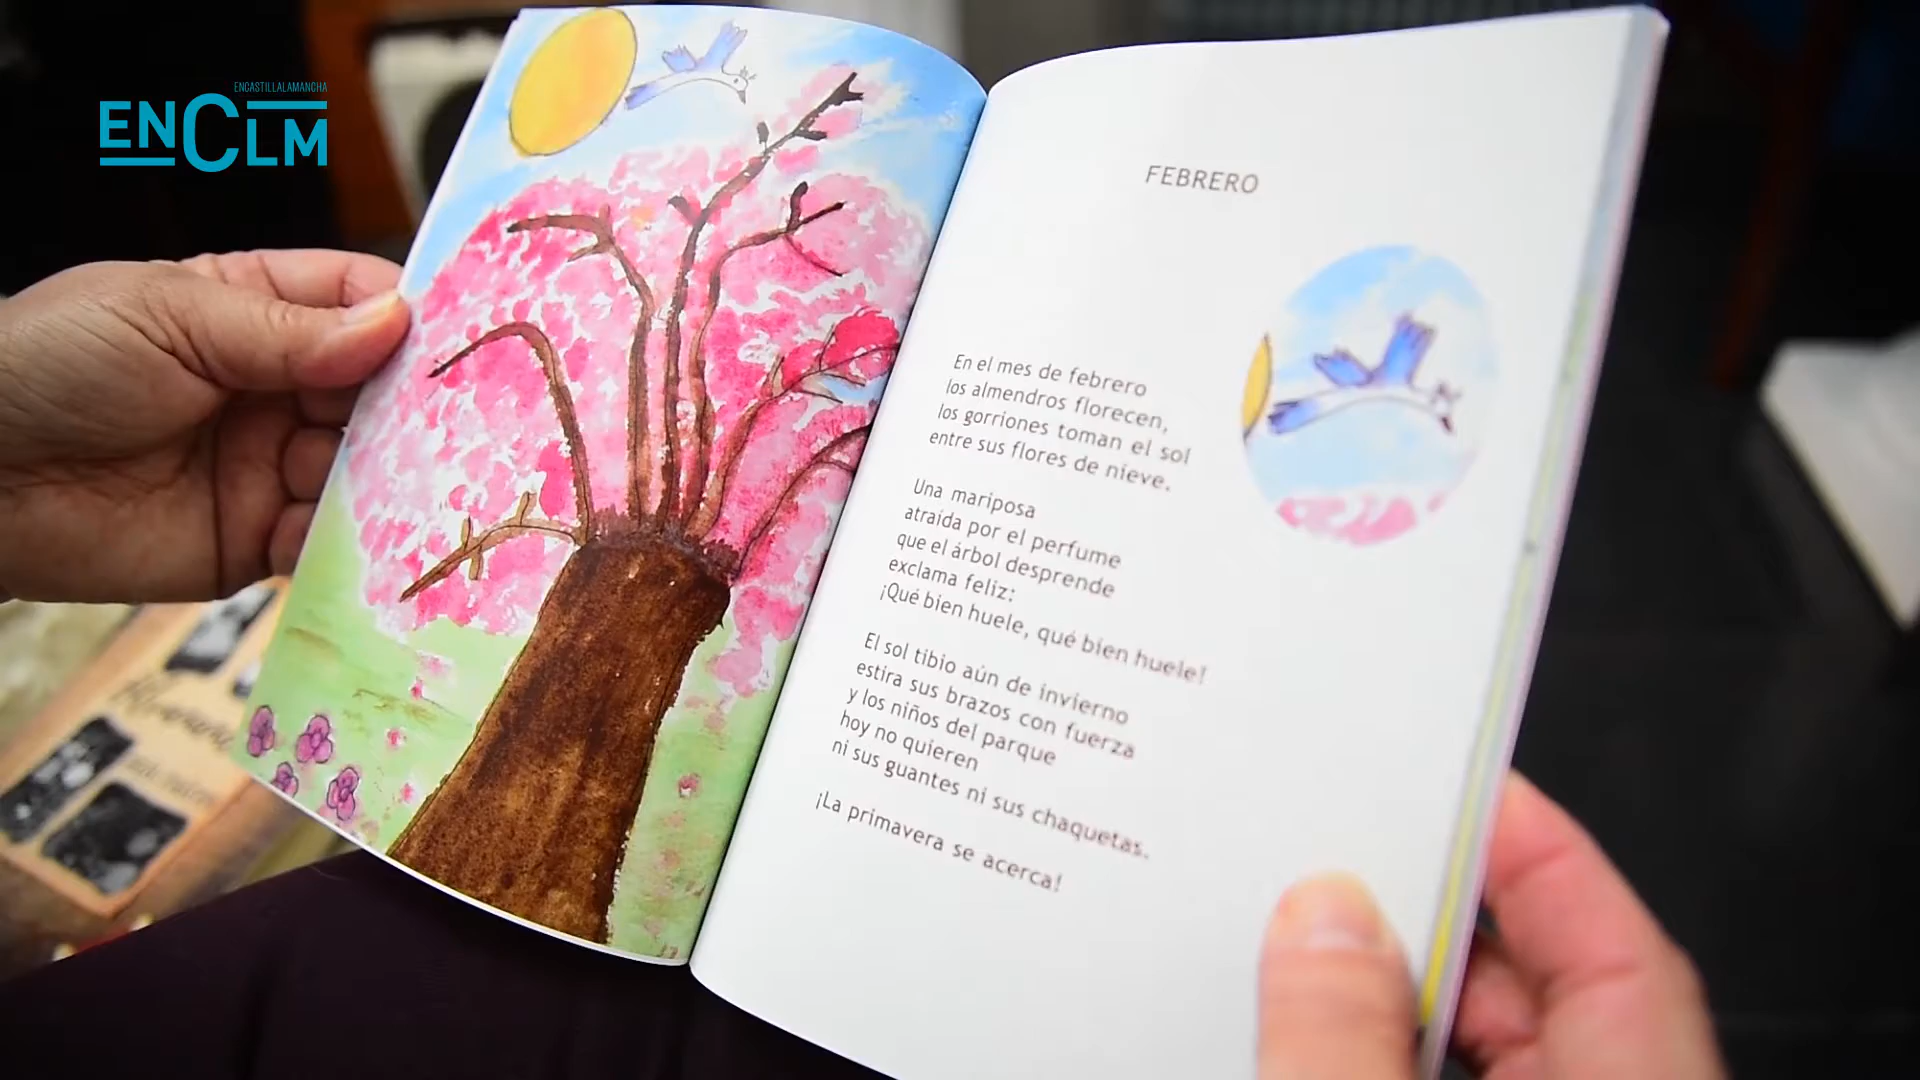 ENCASTILLALAMANCHA
ENCLM
FEBRERO
En el mes de febrero
los almendros florecen,
los gorriones toman el sol
entre sus flores de nieve.
Una mariposa
atraída por el perfume
que el árbol desprende
exclama feliz:
¡Qué bien huele, qué bien huele!
El sol tibio aún de invierno
estira sus brazos con fuerza
y los niños del parque
hoy no quieren
ni sus guantes ni sus chaquetas.
¡La primavera se acerca!